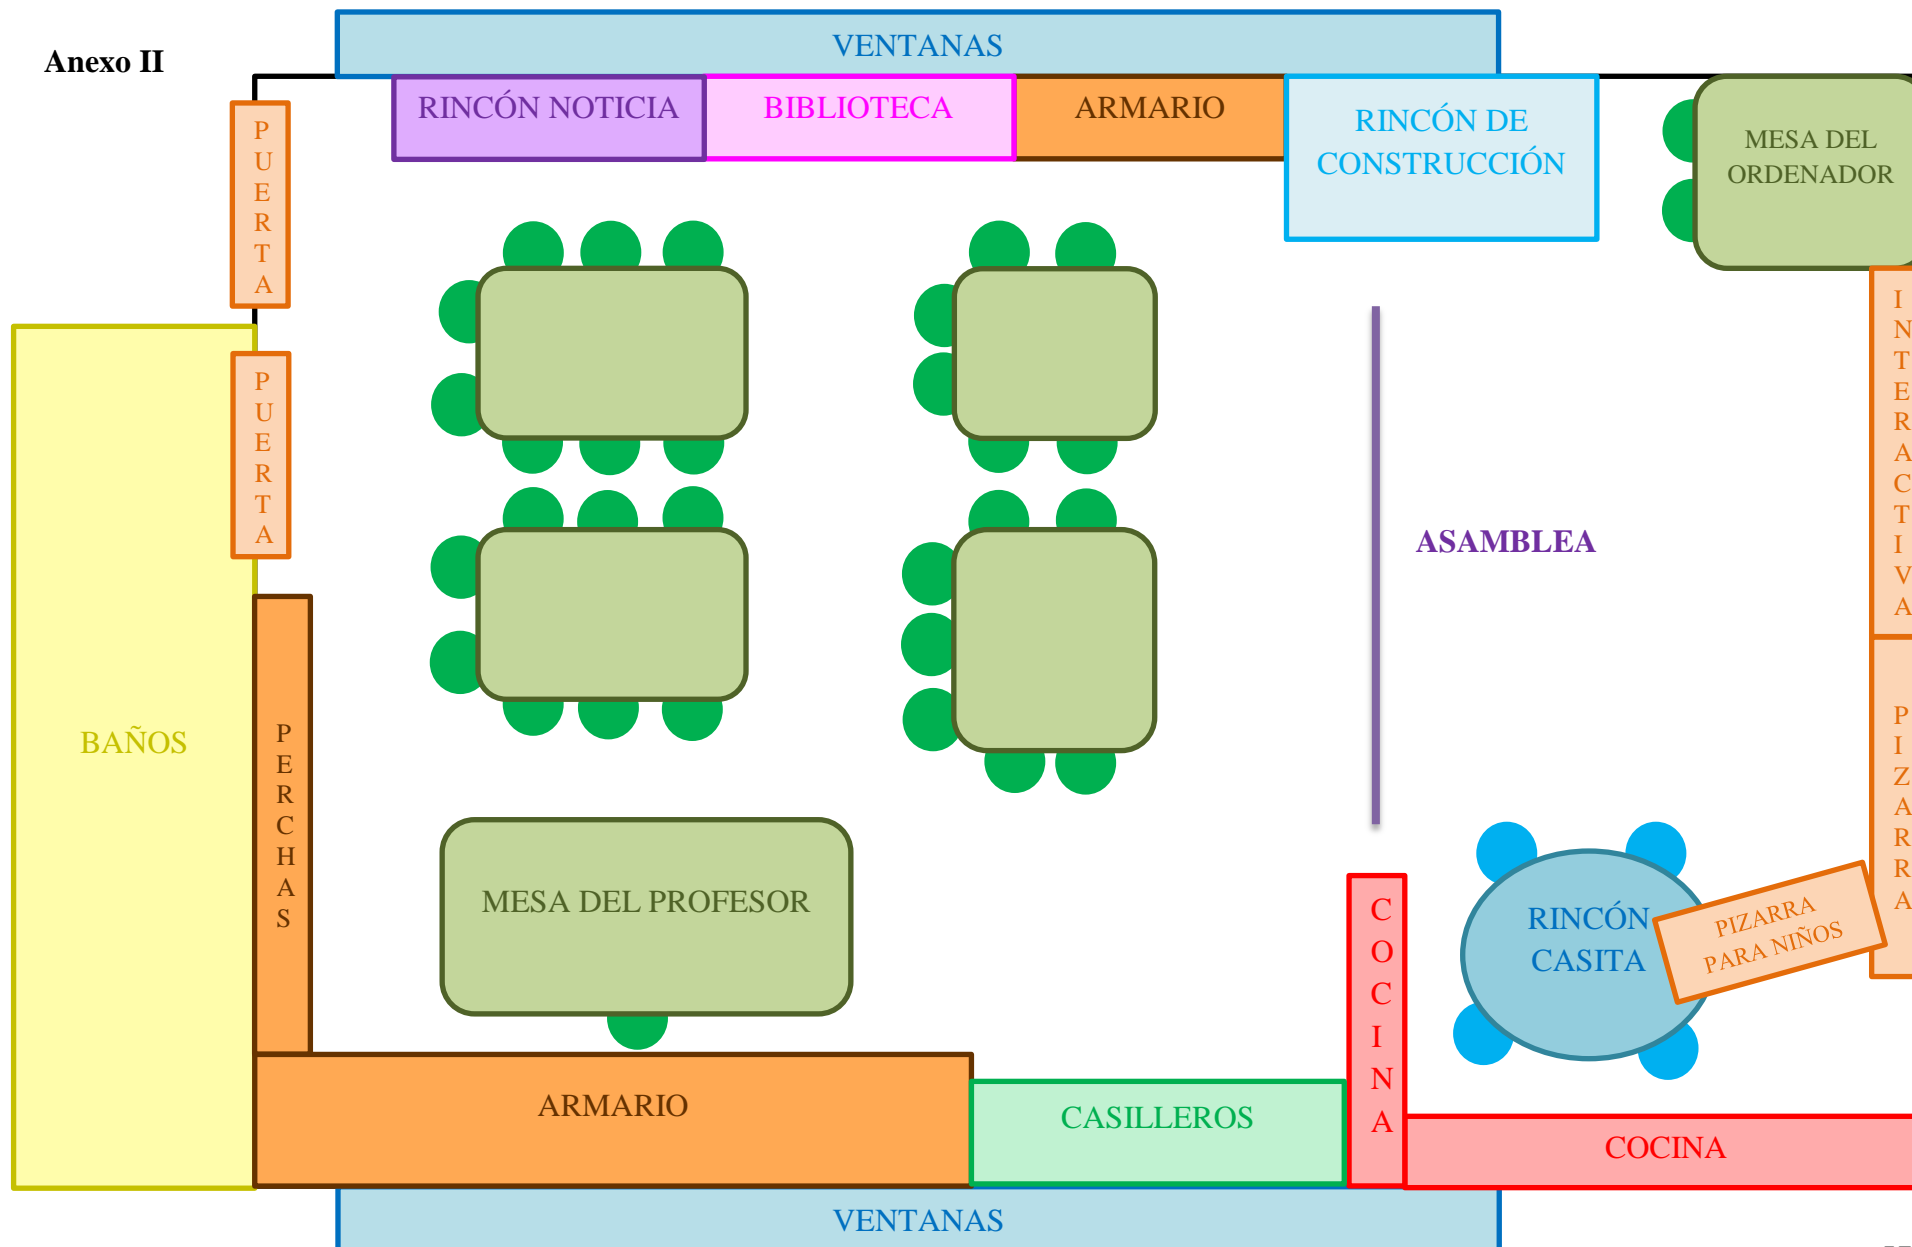 Anexo II
VENTANAS
RINCÓN NOTICIA
BIBLIOTECA
ARMARIO
RINCÓN DE
CONSTRUCCIÓN
MESA DEL
ORDENADOR
PUERTA
PUERTA
INTERACTIVA
ASAMBLEA
BAÑOS
PERCHAS
PIZARRA
MESA DEL PROFESOR
COCINA
RINCÓN
CASITA
PIZARRA
PARA NIÑOS
ARMARIO
CASILLEROS
COCINA
VENTANAS